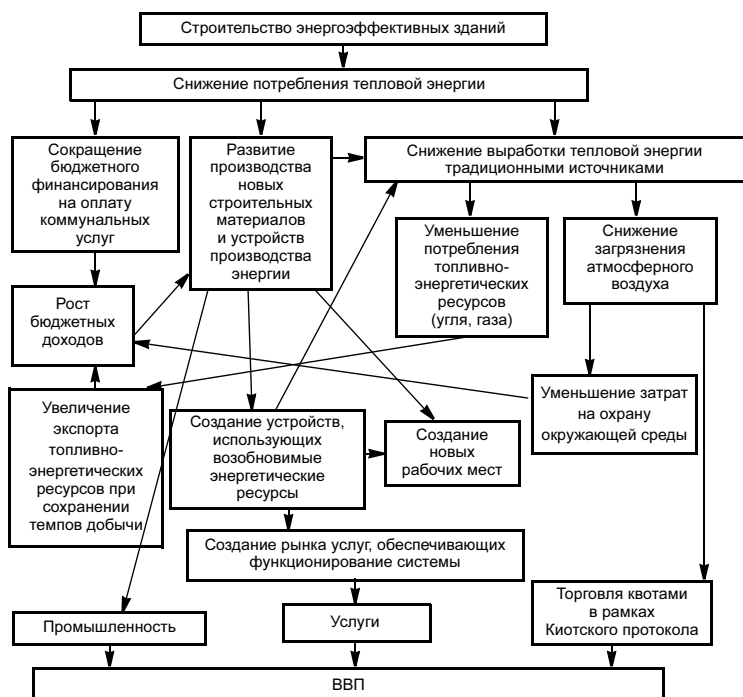 Строительство энергоэффективных зданий
Снижение потребления тепловой энергии
Сокращение
бюджетного
финансирования
на оплату
коммунальных
услуг
Развитие
производства
новых
строительных
материалов
и устройств
производства
энергии
Снижение выработки тепловой энергии
традиционными источниками
Уменьшение
потребления
топливно-
энергетических
ресурсов
(угля, газа)
Снижение
загрязнения
атмосферного
воздуха
Рост
бюджетных
доходов
Увеличение
экспорта
топливно-
энергетических
ресурсов при
сохранении
темпов добычи
Создание устройств,
использующих
возобновимые
энергетические
ресурсы
Создание
новых
рабочих мест
Уменьшение затрат
на охрану
окружающей среды
Создание рынка услуг, обеспечивающих
функционирование системы
Промышленность
Услуги
Торговля квотами
в рамках
Киотского протокола
ВВП